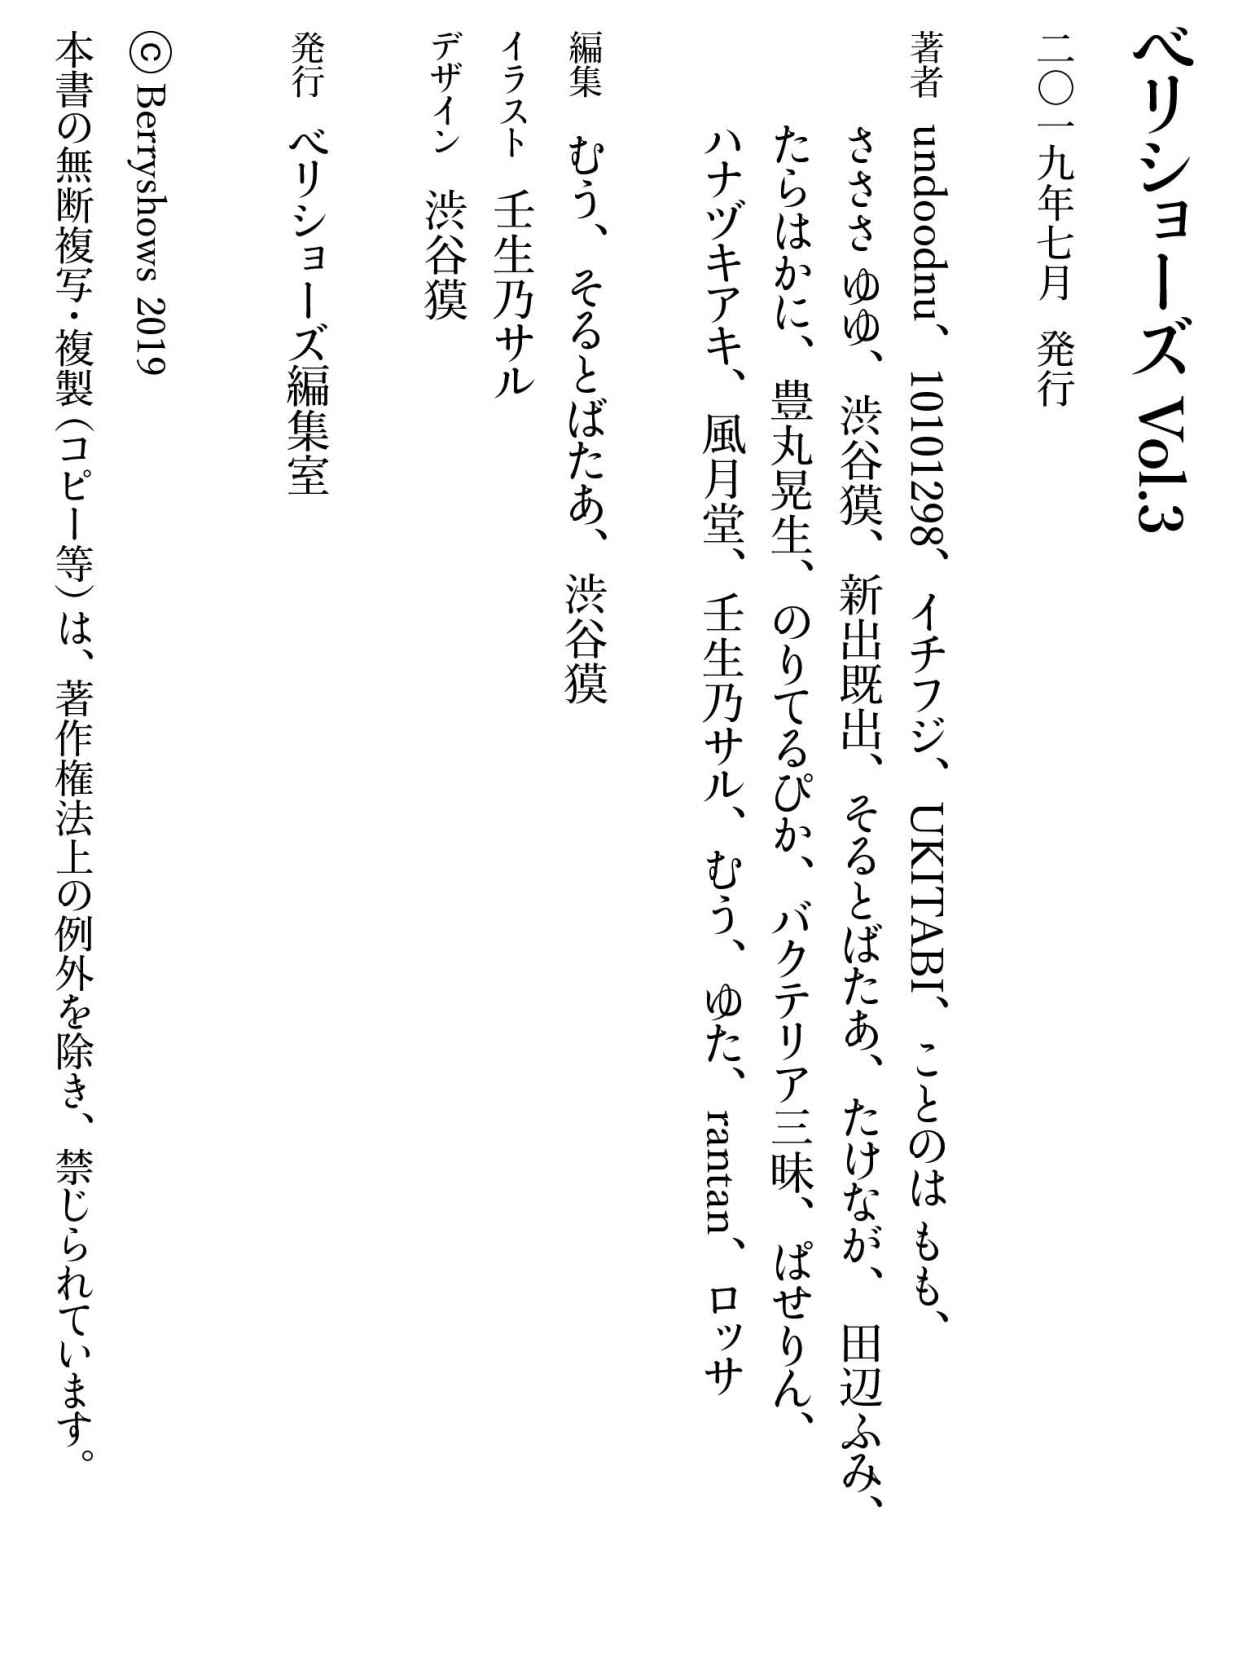 ベリショーズ Vol.3
二〇一九年七月　発行
著者　undoodnu、10101298、イチフジ、UKITABI、ことのは もも、
ささささ ゆゆ、渋谷獏、新出既出、そるとばたあ、たけなが、田辺ふみ、
たらはかに、豊丸晃生、のりてるぴか、バクテリア三昧、ぱせりん、
ハナヅキアキ、風月堂、壬生乃サル、むう、ゆた、rantan、ロッサ
編集　むう、そるとばたあ、渋谷獏
イラスト　壬生乃サル
デザイン　渋谷獏
発行　ベリショーズ編集室
ⓒ Berryshows 2019
本書の無断複写・複製（コピー等）は、著作権法上の例外を除き、禁じられています。